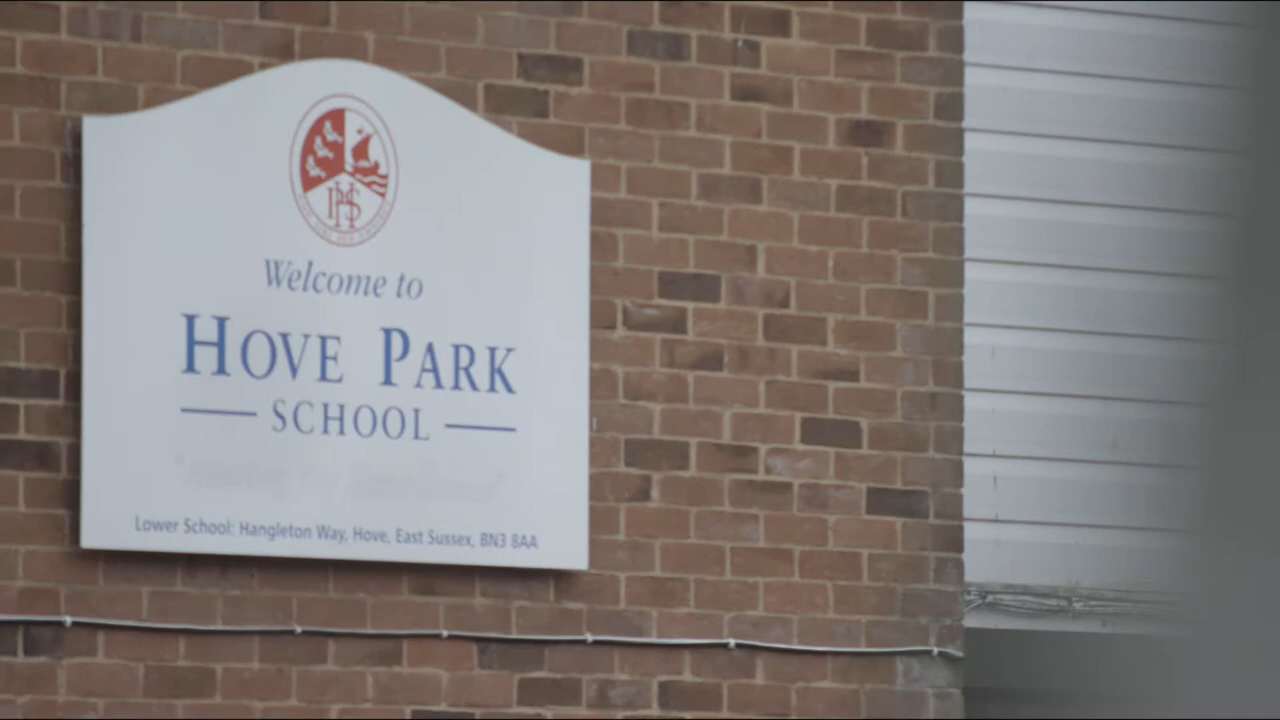 Welcome to
HOVE PARK
SCHOOL
Lower School: Hangleton Way, Hove, East Sussex, BN3 8AA